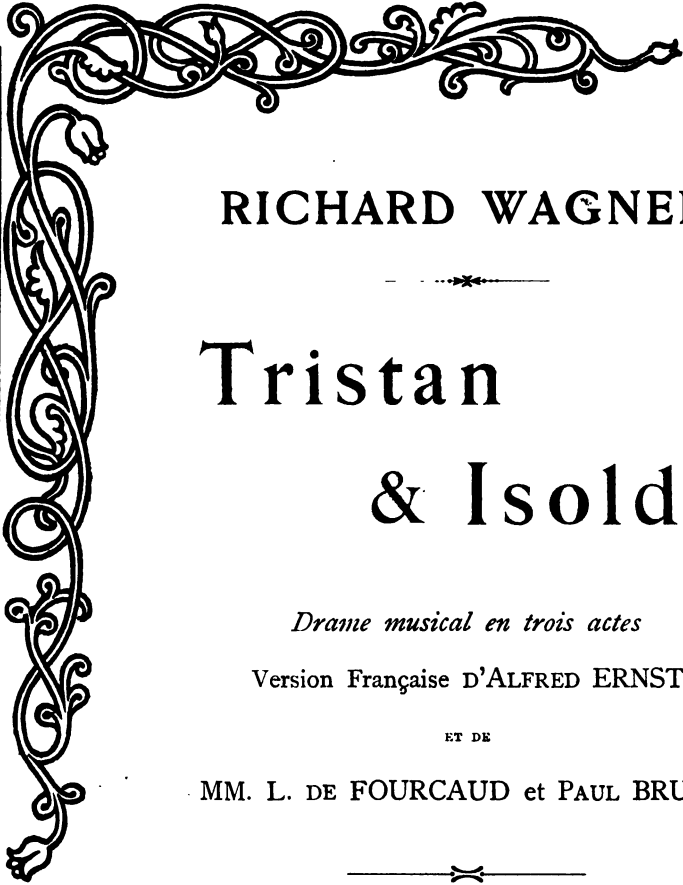 RICHARD WAGNE
Tristan
& Isold
Drame musical en trois actes
Version Française D'ALFRED ERNST
ET DE
MM. L. DE FOURCAUD et PAUL BRU